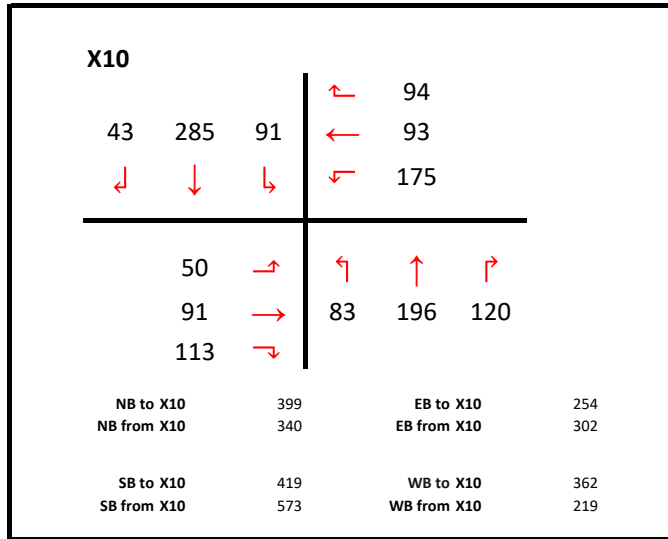 X10
94
43 285 91 93
175
50
91 83 196 120
113
NB to X10 399 EB to X10 254
NB from X10 340 EB from X10 302
SB to X10 419 WB to X10 362
SB from X10 573 WB from X10 219